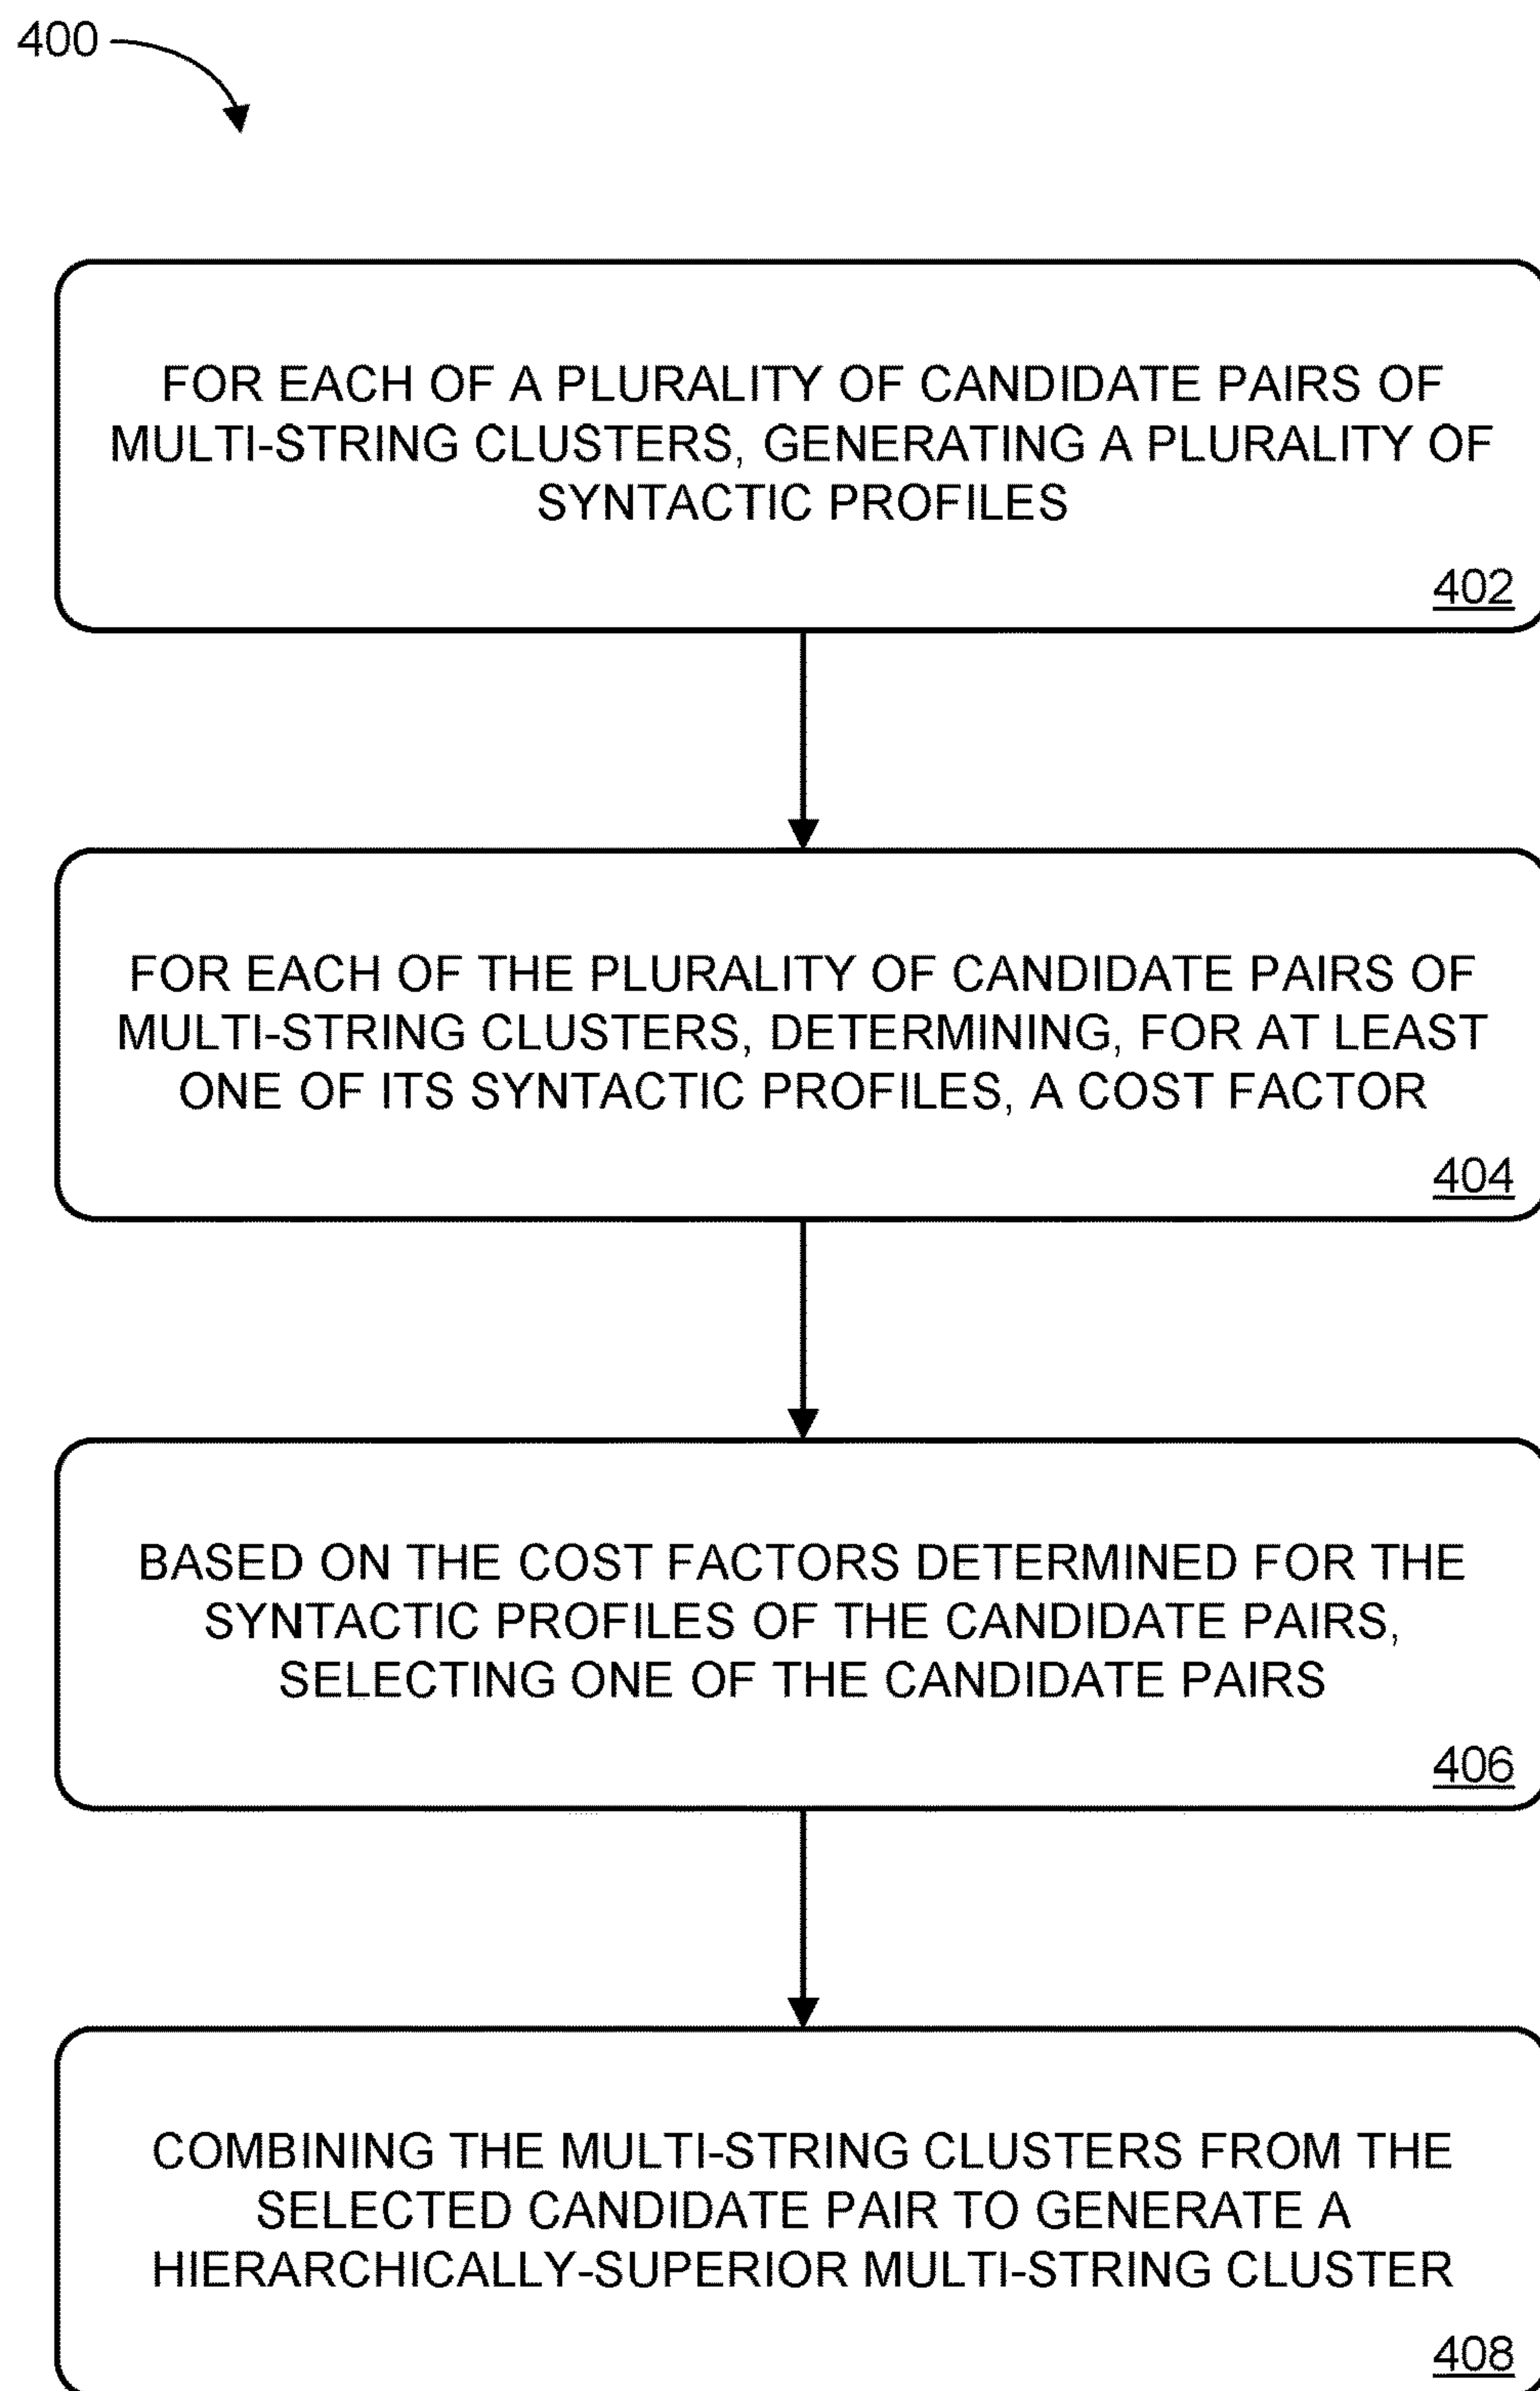 400
FOR EACH OF A PLURALITY OF CANDIDATE PAIRS OF
MULTI-STRING CLUSTERS, GENERATING A PLURALITY OF
SYNTACTIC PROFILES
402
FOR EACH OF THE PLURALITY OF CANDIDATE PAIRS OF
MULTI-STRING CLUSTERS, DETERMINING, FOR AT LEAST
ONE OF ITS SYNTACTIC PROFILES, A COST FACTOR
404
BASED ON THE COST FACTORS DETERMINED FOR THE
SYNTACTIC PROFILES OF THE CANDIDATE PAIRS,
SELECTING ONE OF THE CANDIDATE PAIRS
406
COMBINING THE MULTI-STRING CLUSTERS FROM THE
SELECTED CANDIDATE PAIR TO GENERATE A
HIERARCHICALLY-SUPERIOR MULTI-STRING CLUSTER
408